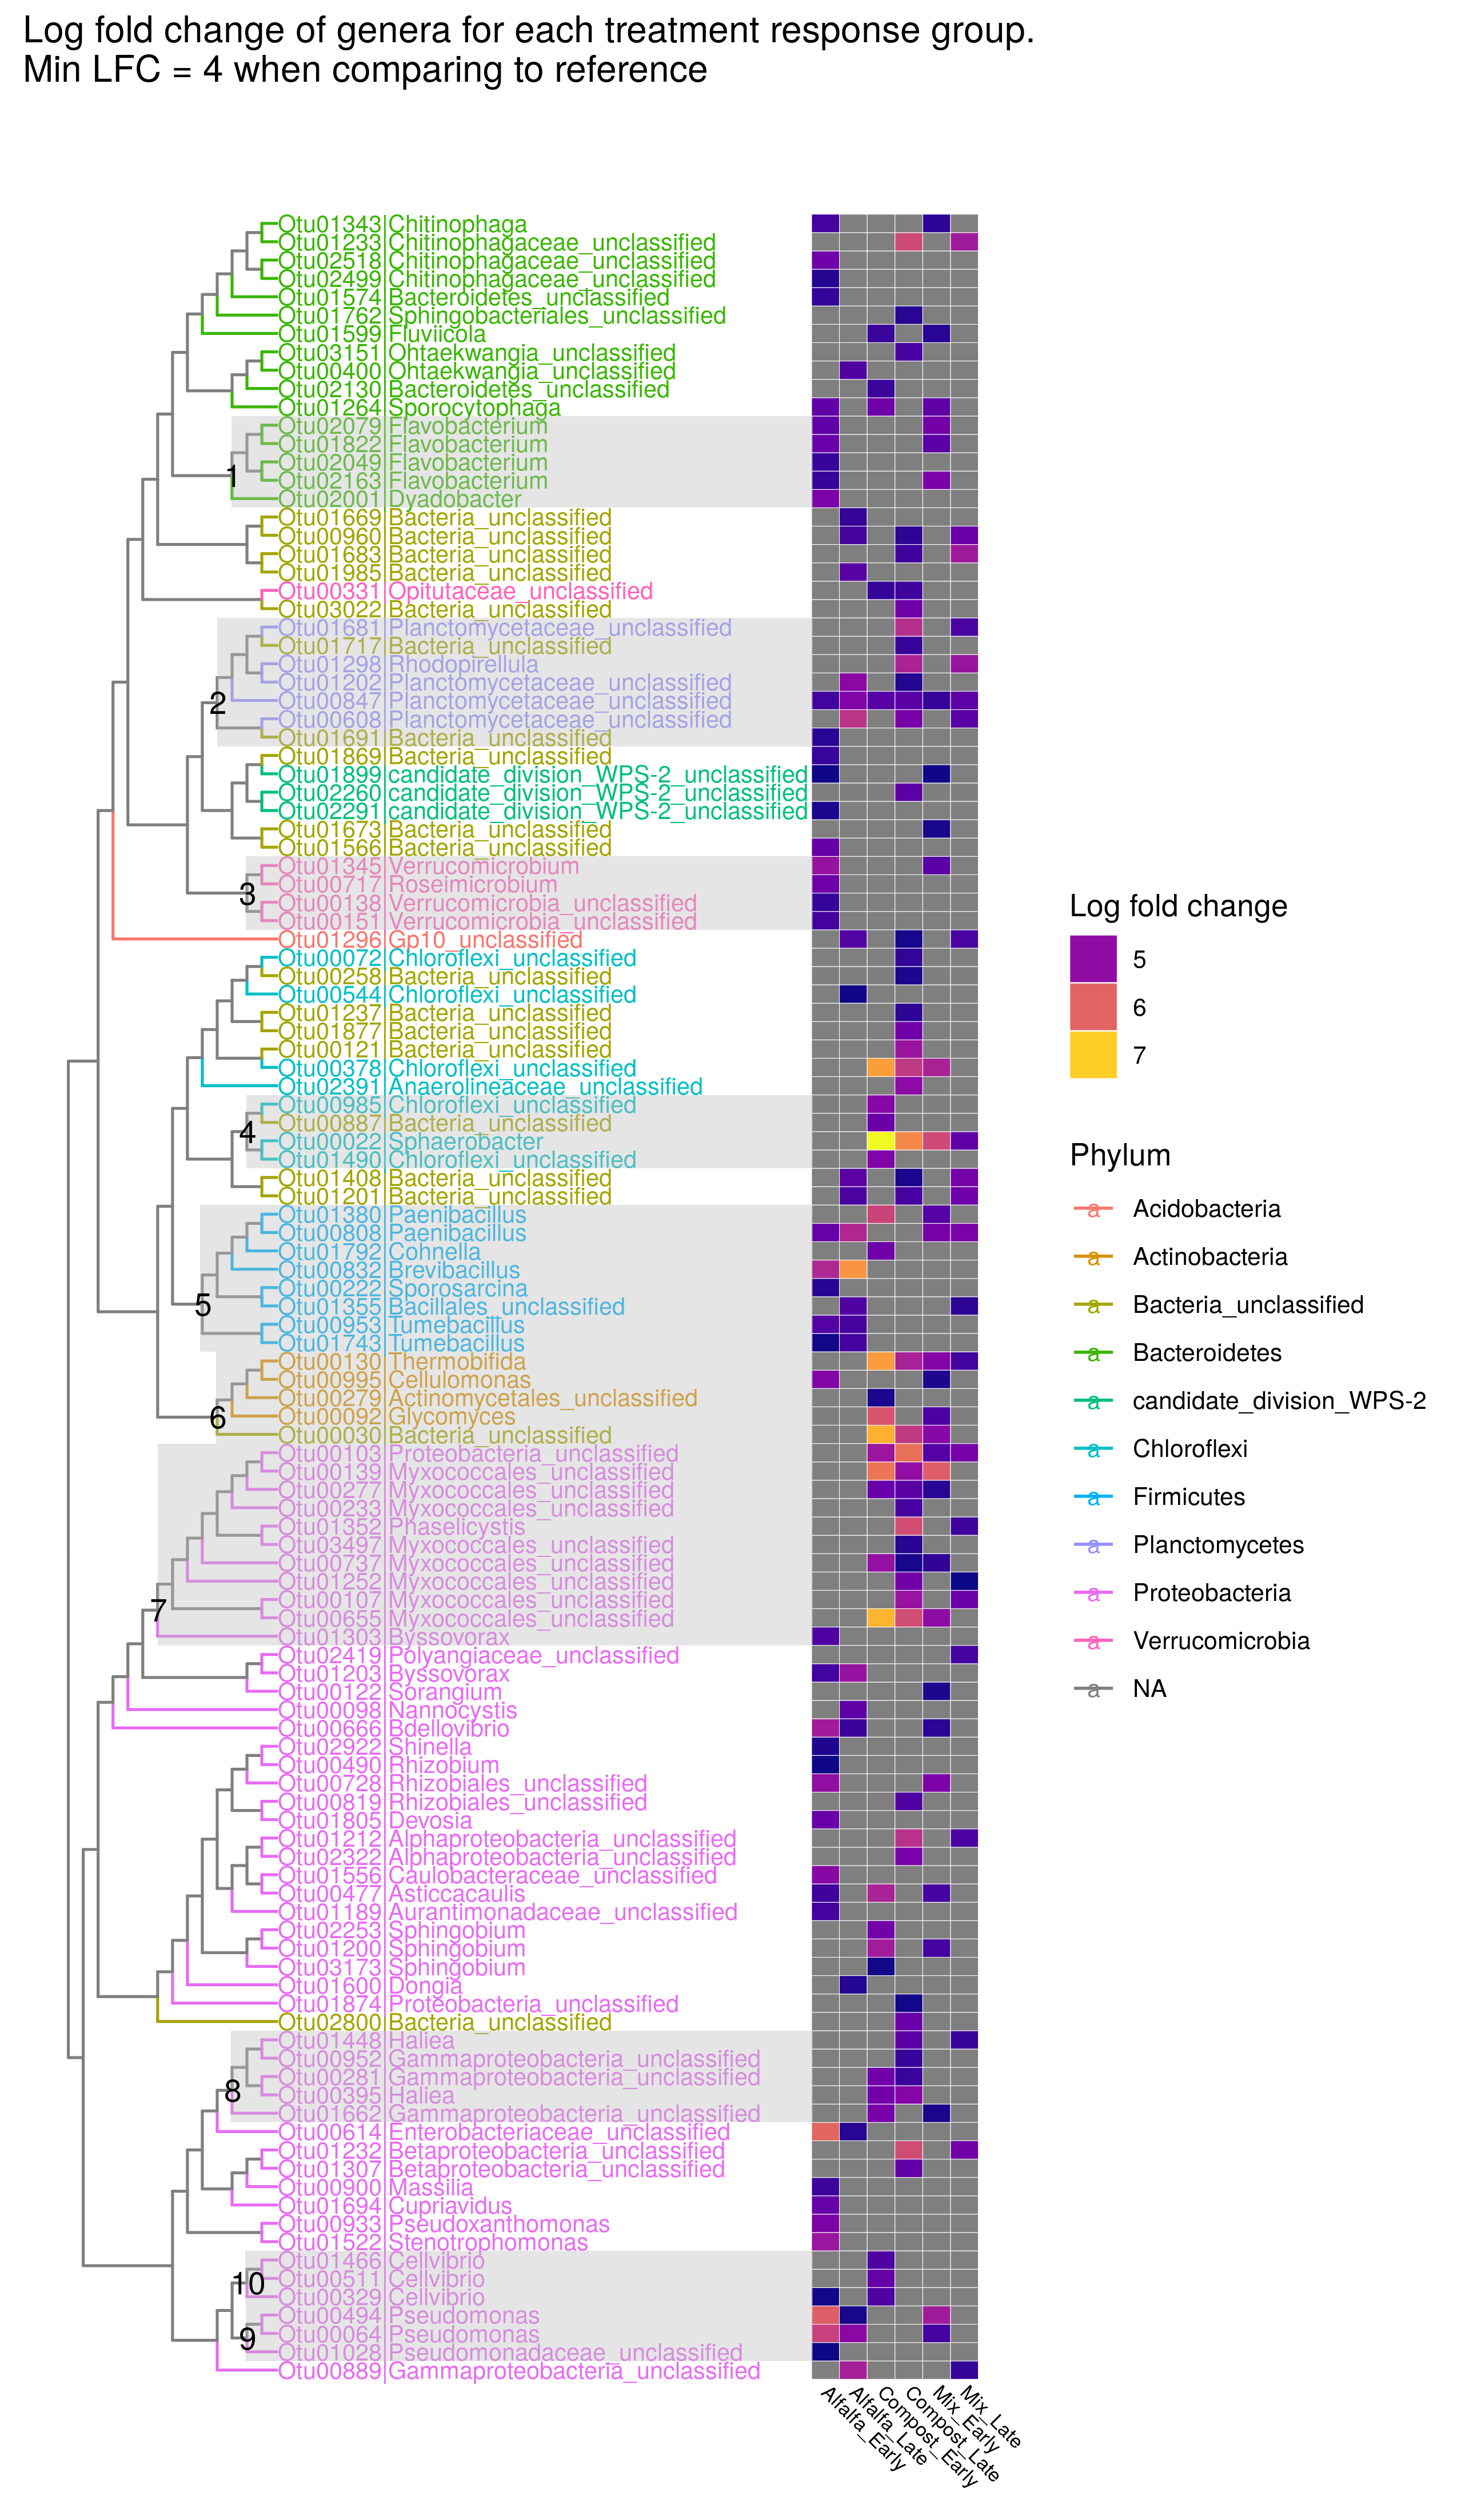 Log fold change of genera for each treatment response group.
Min LFC = 4 when comparing to reference
Otu01343|Chitinophaga
Otu01233|Chitinophagaceae_unclassified
Otu02518|Chitinophagaceae_unclassified
Otu02499|Chitinophagaceae_unclassified
Otu01574|Bacteroidetes_unclassified
Otu01762|Sphingobacteriales_unclassified
Otu01599|Fluviicola
Otu03151|Ohtaekwangia_unclassified
Otu00400|Ohtaekwangia_unclassified
Otu02130|Bacteroidetes_unclassified
Otu01264|Sporocytophaga
Otu02079|Flavobacterium
Otu01822|Flavobacterium
Otu02049|Flavobacterium
1
Otu02163|Flavobacterium
Otu02001|Dyadobacter
Otu01669|Bacteria_unclassified
Otu00960|Bacteria_unclassified
Otu01683|Bacteria_unclassified
Otu01985|Bacteria_unclassified
Otu00331|Opitutaceae_unclassified
Otu03022|Bacteria_unclassified
Otu01681|Planctomycetaceae_unclassified
Otu01717|Bacteria_unclassified
Otu01298|Rhodopirellula
Otu01202|Planctomycetaceae_unclassified
2
Otu00847|Planctomycetaceae_unclassified
Otu00608|Planctomycetaceae_unclassified
Otu01691|Bacteria_unclassified
Otu01869|Bacteria_unclassified
Otu01899|candidate_division_WPS-2_unclassified
Otu02260|candidate_division_WPS-2_unclassified
Otu02291|candidate_division_WPS-2_unclassified
Otu01673|Bacteria_unclassified
Otu01566|Bacteria_unclassified
Otu01345|Verrucomicrobium
Otu00717|Roseimicrobium
3
Otu00138|Verrucomicrobia_unclassified
Otu00151|Verrucomicrobia_unclassified
Otu01296|Gp10_unclassified
Otu00072|Chloroflexi_unclassified
Otu00258|Bacteria_unclassified
Otu00544|Chloroflexi_unclassified
Otu01237|Bacteria_unclassified
Otu01877|Bacteria_unclassified
Otu00121|Bacteria_unclassified
Otu00378|Chloroflexi_unclassified
Otu02391|Anaerolineaceae_unclassified
Otu00985|Chloroflexi_unclassified
Otu00887|Bacteria_unclassified
4
Otu00022|Sphaerobacter
Otu01490|Chloroflexi_unclassified
Otu01408|Bacteria_unclassified
Otu01201|Bacteria_unclassified
Otu01380|Paenibacillus
Otu00808|Paenibacillus
Otu01792|Cohnella
Otu00832|Brevibacillus
Otu00222|Sporosarcina
5
Otu01355|Bacillales_unclassified
Otu00953|Tumebacillus
Otu01743|Tumebacillus
Otu00130|Thermobifida
Otu00995|Cellulomonas
Otu00279|Actinomycetales_unclassified
6
Otu00092|Glycomyces
Otu00030|Bacteria_unclassified
Otu00103|Proteobacteria_unclassified
Otu00139|Myxococcales_unclassified
Otu00277|Myxococcales_unclassified
Otu00233|Myxococcales_unclassified
Otu01352|Phaselicystis
Otu03497|Myxococcales_unclassified
Otu00737|Myxococcales_unclassified
Otu01252|Myxococcales_unclassified
Otu00107|Myxococcales_unclassified
7
Otu00655|Myxococcales_unclassified
Otu01303|Byssovorax
Otu02419|Polyangiaceae_unclassified
Otu01203|Byssovorax
Otu00122|Sorangium
Otu00098|Nannocystis
Otu00666|Bdellovibrio
Otu02922|Shinella
Otu00490|Rhizobium
Otu00728|Rhizobiales_unclassified
Otu00819|Rhizobiales_unclassified
Otu01805|Devosia
Otu01212|Alphaproteobacteria_unclassified
Otu02322|Alphaproteobacteria_unclassified
Otu01556|Caulobacteraceae_unclassified
Otu00477|Asticcacaulis
Otu01189|Aurantimonadaceae_unclassified
Otu02253|Sphingobium
Otu01200|Sphingobium
Otu03173|Sphingobium
Otu01600|Dongia
Otu01874|Proteobacteria_unclassified
Otu02800|Bacteria_unclassified
Otu01448|Haliea
Otu00952|Gammaproteobacteria_unclassified
Otu00281|Gammaproteobacteria_unclassified
8
Otu00395|Haliea
Otu01662|Gammaproteobacteria_unclassified
Otu00614|Enterobacteriaceae_unclassified
Otu01232|Betaproteobacteria_unclassified
Otu01307|Betaproteobacteria_unclassified
Otu00900|Massilia
Otu01694|Cupriavidus
Otu00933|Pseudoxanthomonas
Otu01522|Stenotrophomonas
Otu01466|Cellvibrio
Otu00511|Cellvibrio
10
Otu00329|Cellvibrio
Otu00494|Pseudomonas
Otu00064|Pseudomonas
9
Otu01028|Pseudomonadaceae_unclassified
Otu00889|Gammaproteobacteria_unclassified
Alfalfa_Early
Alfalfa_Late
Compost_Early
Compost_Late
Mix_Early
Mix_Late
Log fold change
5
6
7
Phylum
a Acidobacteria
a Actinobacteria
a Bacteria_unclassified
a Bacteroidetes
a candidate_division_WPS-2
a Chloroflexi
a Firmicutes
a Planctomycetes
a Proteobacteria
a Verrucomicrobia
a NA